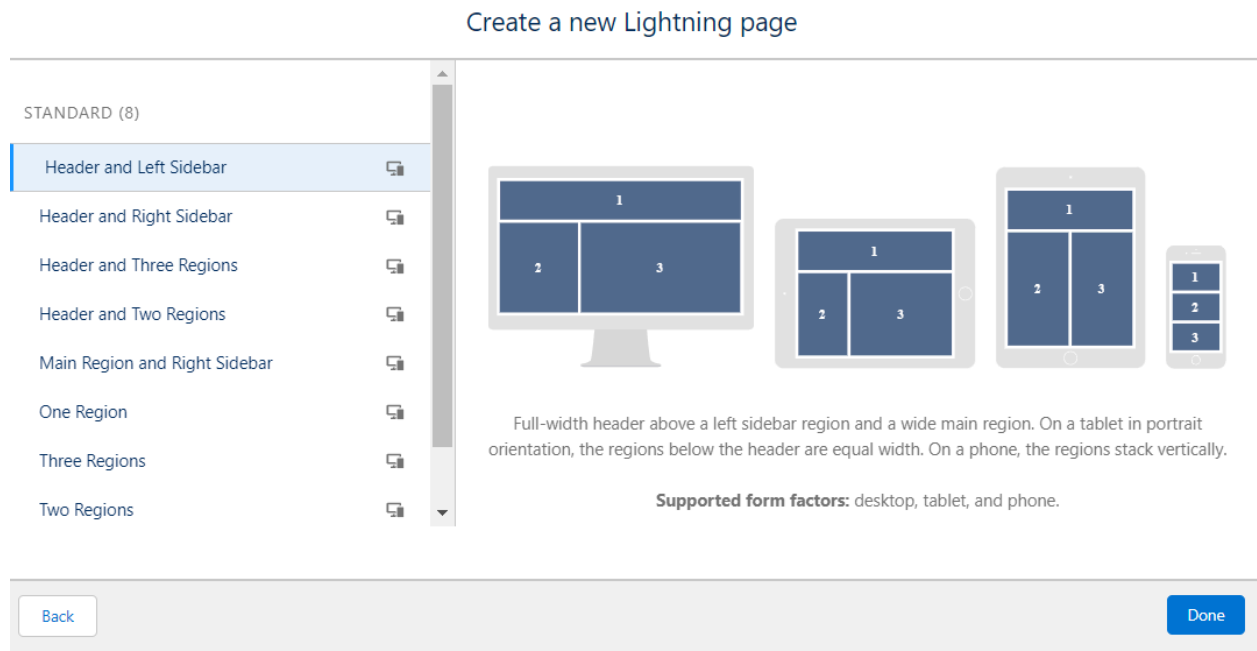 Create a new Lightning page
STANDARD (8)
Header and Left Sidebar
Header and Right Sidebar
Header and Three Regions
Header and Two Regions
Main Region and Right Sidebar
One Region
Three Regions
Two Regions
1
2 3
1
2 3
1
2 3
1
2
3
Full-width header above a left sidebar region and a wide main region. On a tablet in portrait
orientation, the regions below the header are equal width. On a phone, the regions stack vertically.
Supported form factors: desktop, tablet, and phone.
Back
Done